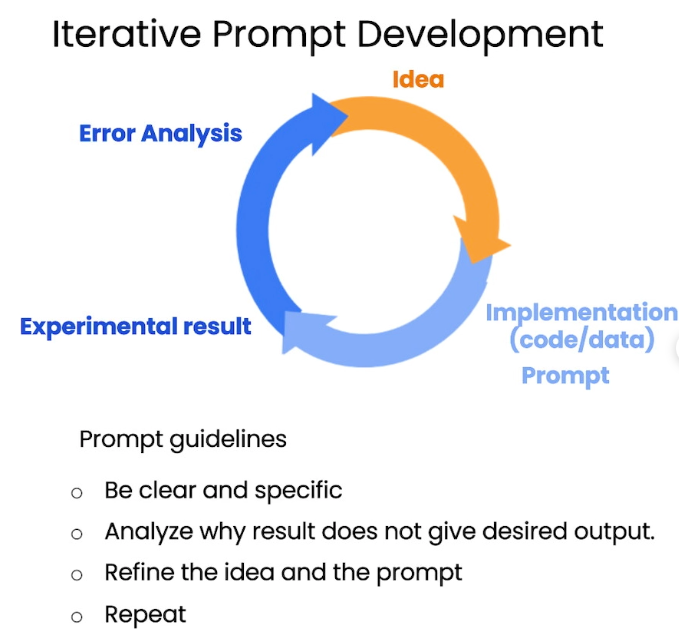 Iterative Prompt Development
Idea
Error Analysis
Implementation
(code/data)
Prompt
Experimental result
Prompt guidelines
o Be clear and specific
o Analyze why result does not give desired output.
o Refine the idea and the prompt
o Repeat